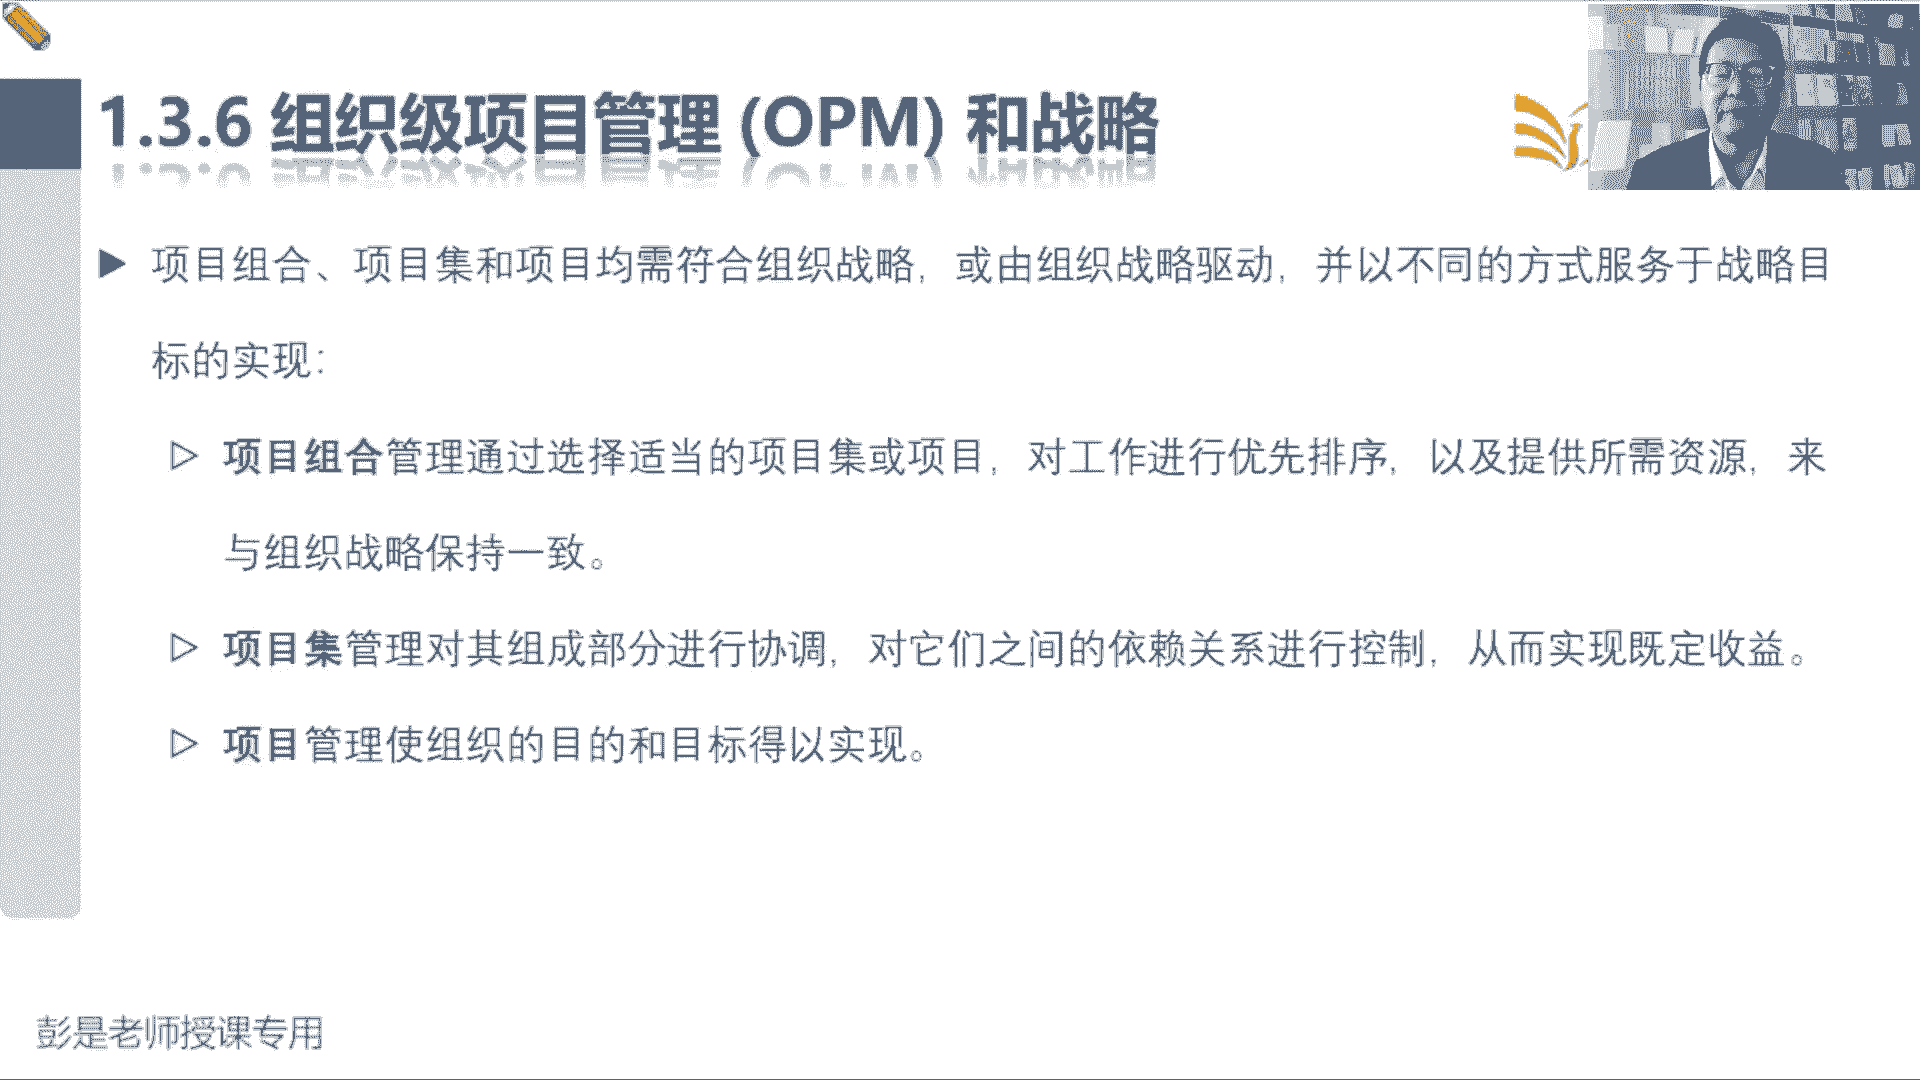 1.3.6 组织级项目管理 (OPM) 和战略
项目组合、项目集和项目均需符合组织战略，或由组织战略驱动，并以不同的方式服务于战略目
标的实现：
项目组合管理通过选择适当的项目集或项目，对工作进行优先排序，以及提供所需资源，来
与组织战略保持一致。
项目集管理对其组成部分进行协调，对它们之间的依赖关系进行控制，从而实现既定收益。
项目管理使组织的目的和目标得以实现。
彭是老师授课专用